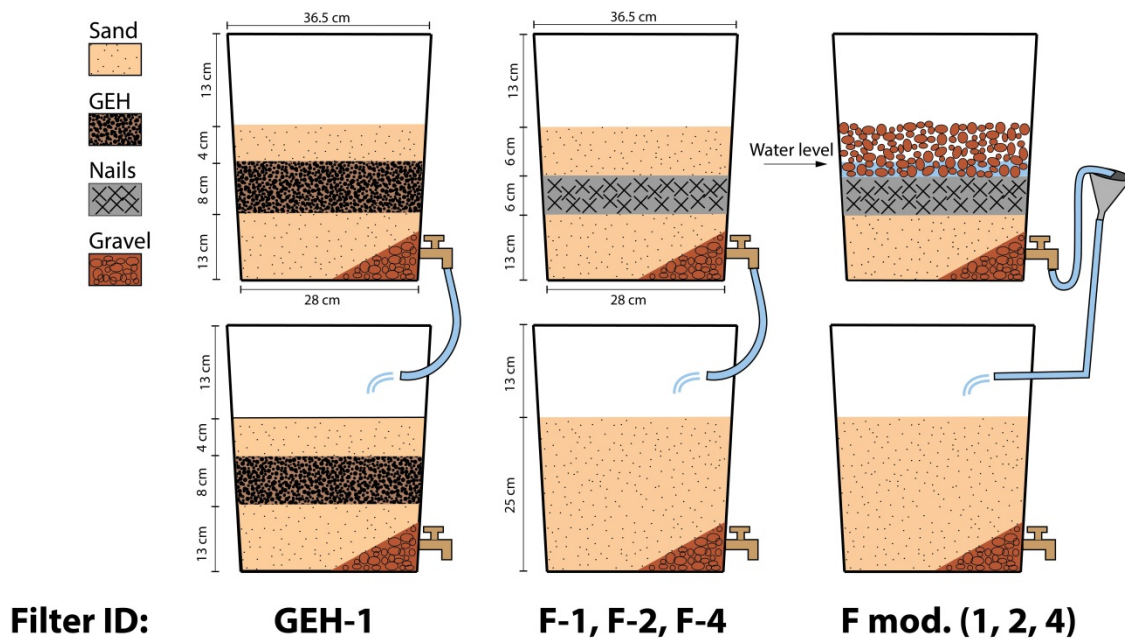 Sand
GEH
Nails
Gravel
36.5 cm
13 cm
4 cm
8 cm
13 cm
28 cm
13 cm
4 cm
8 cm
13 cm
36.5 cm
13 cm
6 cm
6 cm
13 cm
28 cm
13 cm
25 cm
Water level
Filter ID:
GEH-1
F-1, F-2, F-4
F mod. (1, 2, 4)